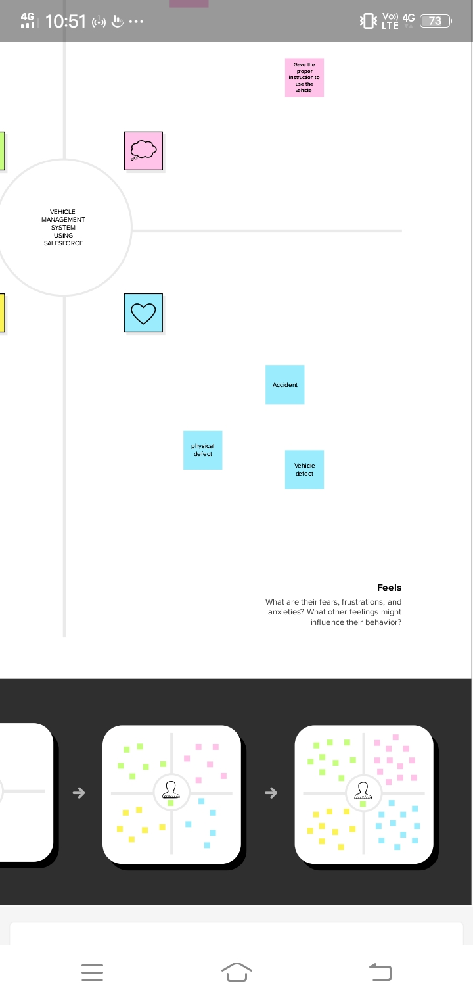 4G
10:51
Vo))
LTE
4G
73
Gave the
proper
instruction to
use the
vehicle
VEHICLE
MANAGEMENT
SYSTEM
USING
SALESFORCE
Accident
physical
defect
Vehicle
defect
Feels
What are their fears, frustrations, and
anxieties? What other feelings might
influence their behavior?